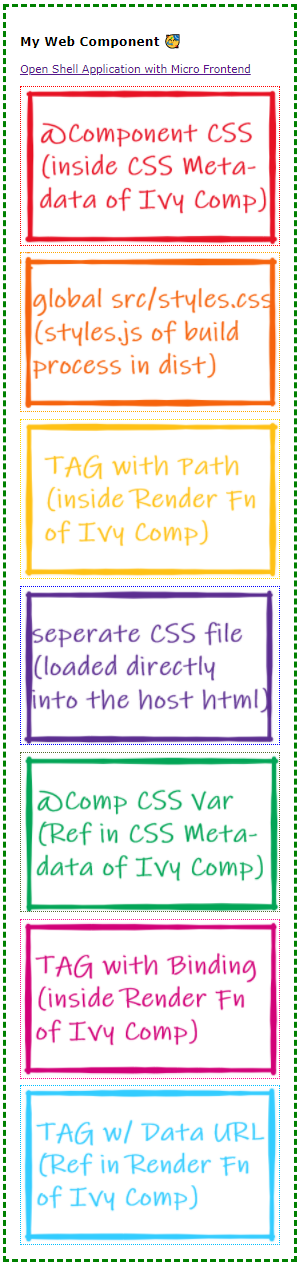 My Web Component
Open Shell Application with Micro Frontend
@Component CSS
(inside CSS Meta-
data of Ivy Comp)
global src/styles.css
(styles.js of build
process in dist)
TAG with Path
(inside Render Fn
of Ivy Comp)
seperate CSS file
(loaded directly
into the host html)
@Comp CSS Var
(Ref in CSS Meta-
data of Ivy Comp)
TAG with Binding
(inside Render Fn
of Ivy Comp)
TAG w/ Data URL
(Ref in Render Fn
of Ivy Comp)